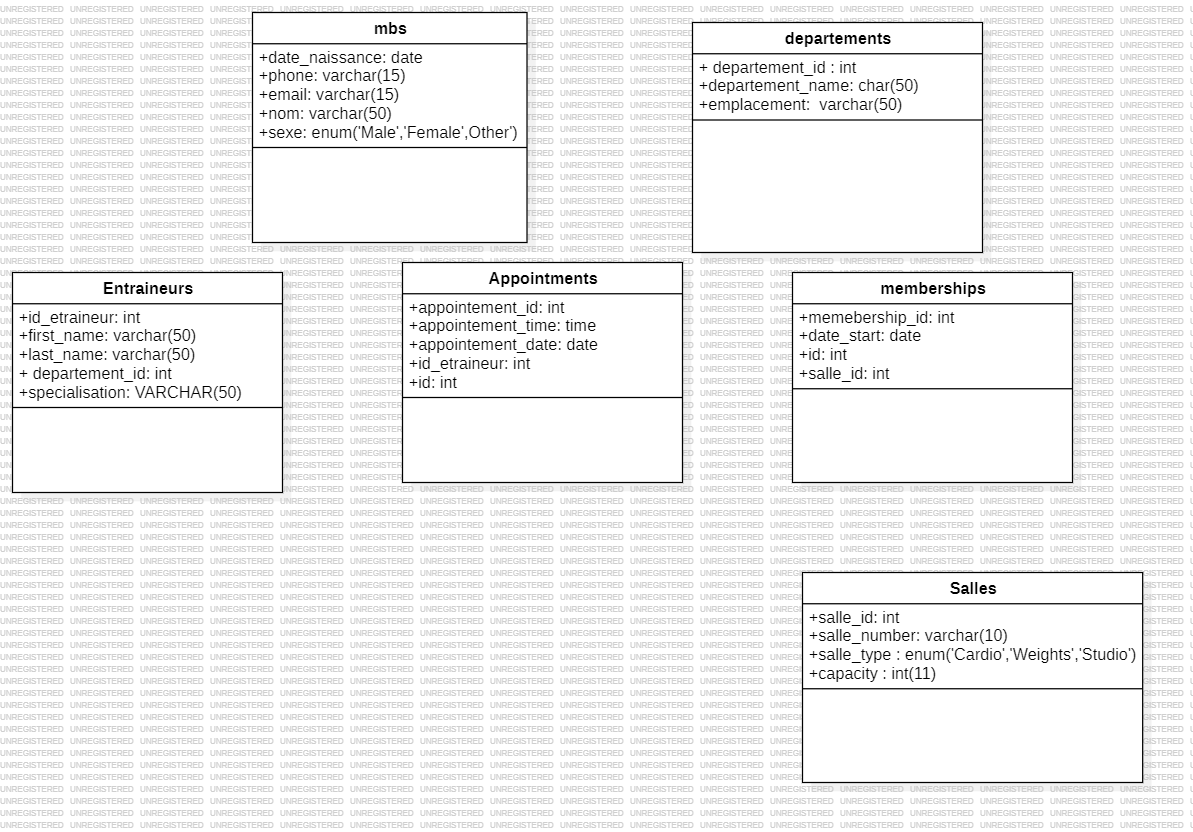 mbs
+date_naissance: date
+phone: varchar(15)
+email: varchar(15)
+nom: varchar(50)
+sexe: enum('Male','Female',Other')
departements
+ departement_id : int
+departement_name: char(50)
+emplacement:  varchar(50)
Entraineurs
+id_etraineur: int
+first_name: varchar(50)
+last_name: varchar(50)
+ departement_id: int
+specialisation: VARCHAR(50)
Appointments
+appointement_id: int
+appointement_time: time
+appointement_date: date
+id_etraineur: int
+id: int
memberships
+memebership_id: int
+date_start: date
+id: int
+salle_id: int
Salles
+salle_id: int
+salle_number: varchar(10)
+salle_type : enum('Cardio','Weights','Studio')
+capacity : int(11)
UNREGISTERED